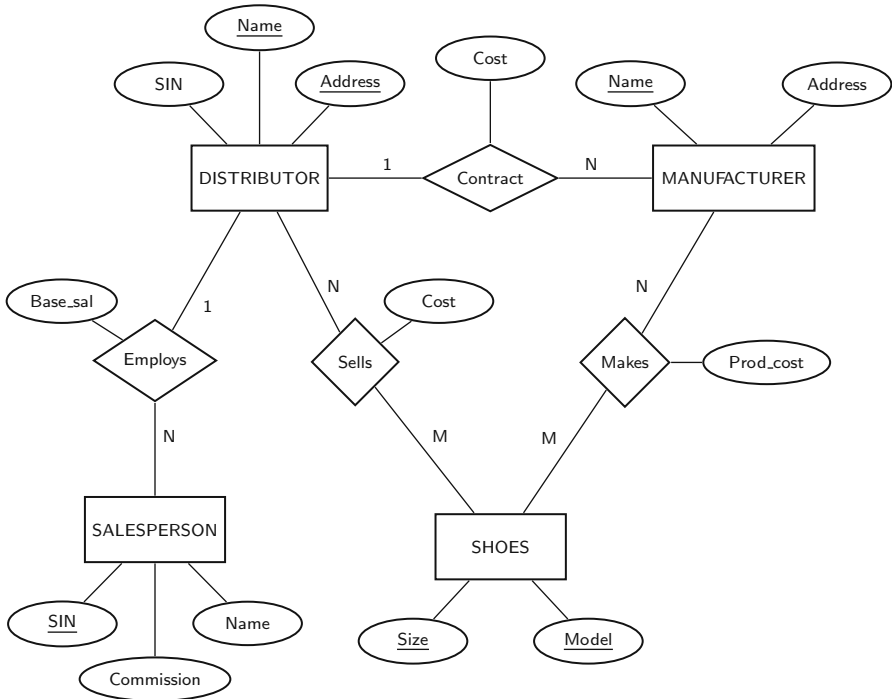 Name
Cost
SIN
Address
Name
Address
DISTRIBUTOR
1
Contract
N
MANUFACTURER
Base_sal
1
N
Cost
N
Employs
Sells
Makes
Prod_cost
N
M
M
SALESPERSON
SHOES
SIN
Name
Size
Model
Commission